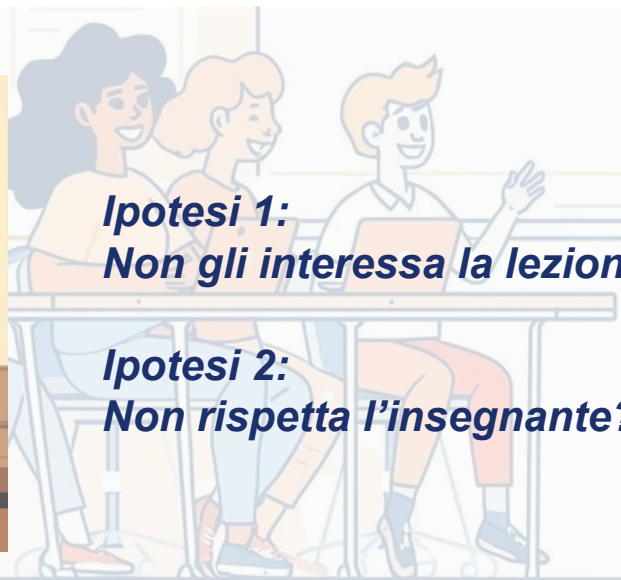 Ipotesi 1:
Non gli interessa la lezion
Ipotesi 2:
Non rispetta l’insegnante?